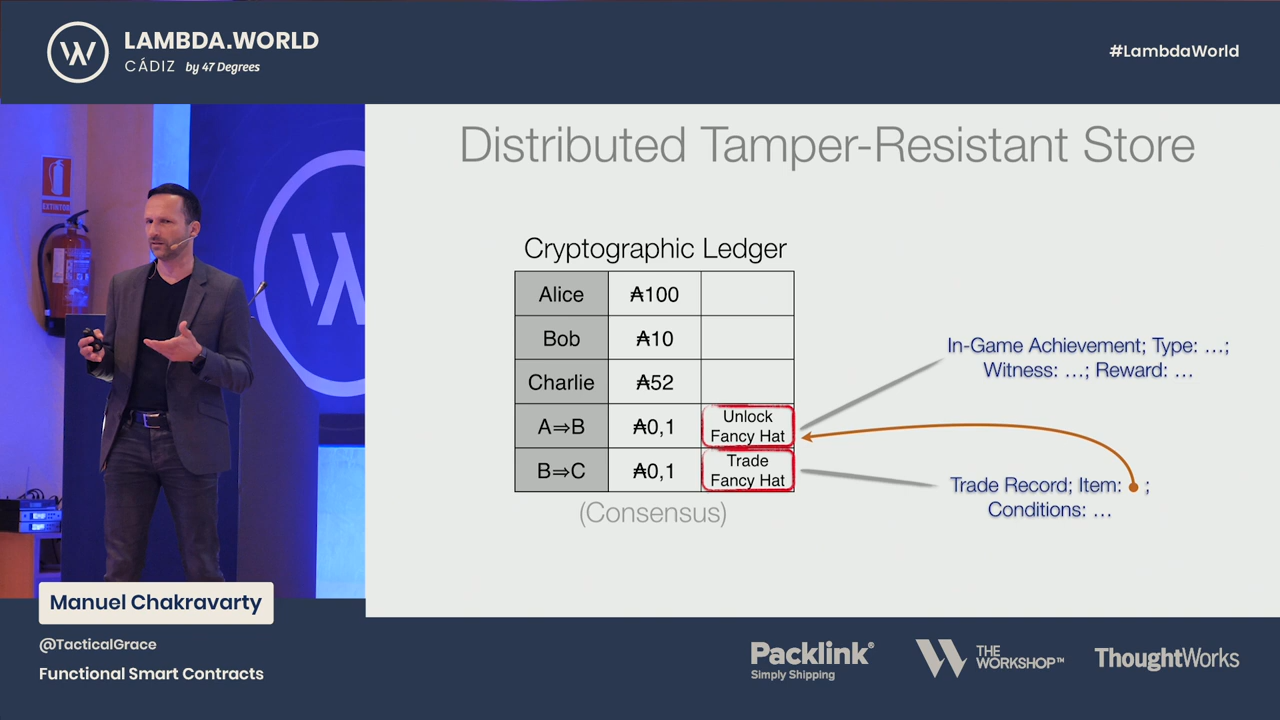 LAMBDA.WORLD
CÁDIZ by 47 Degrees
#LambdaWorld
EXTINTOR
Distributed Tamper-Resistant Store
Cryptographic Ledger
Alice ₳100
Bob ₳10
Charlie ₳52
A⇒B ₳0,1 Unlock
Fancy Hat
B⇒C ₳0,1 Trade
Fancy Hat
(Consensus)
In-Game Achievement; Type: …;
Witness: …; Reward: …
Trade Record; Item: ;
Conditions: …
Manuel Chakravarty
@TacticalGrace
Functional Smart Contracts
Packlink®
Simply Shipping
THE
WORKSHOP™
ThoughtWorks